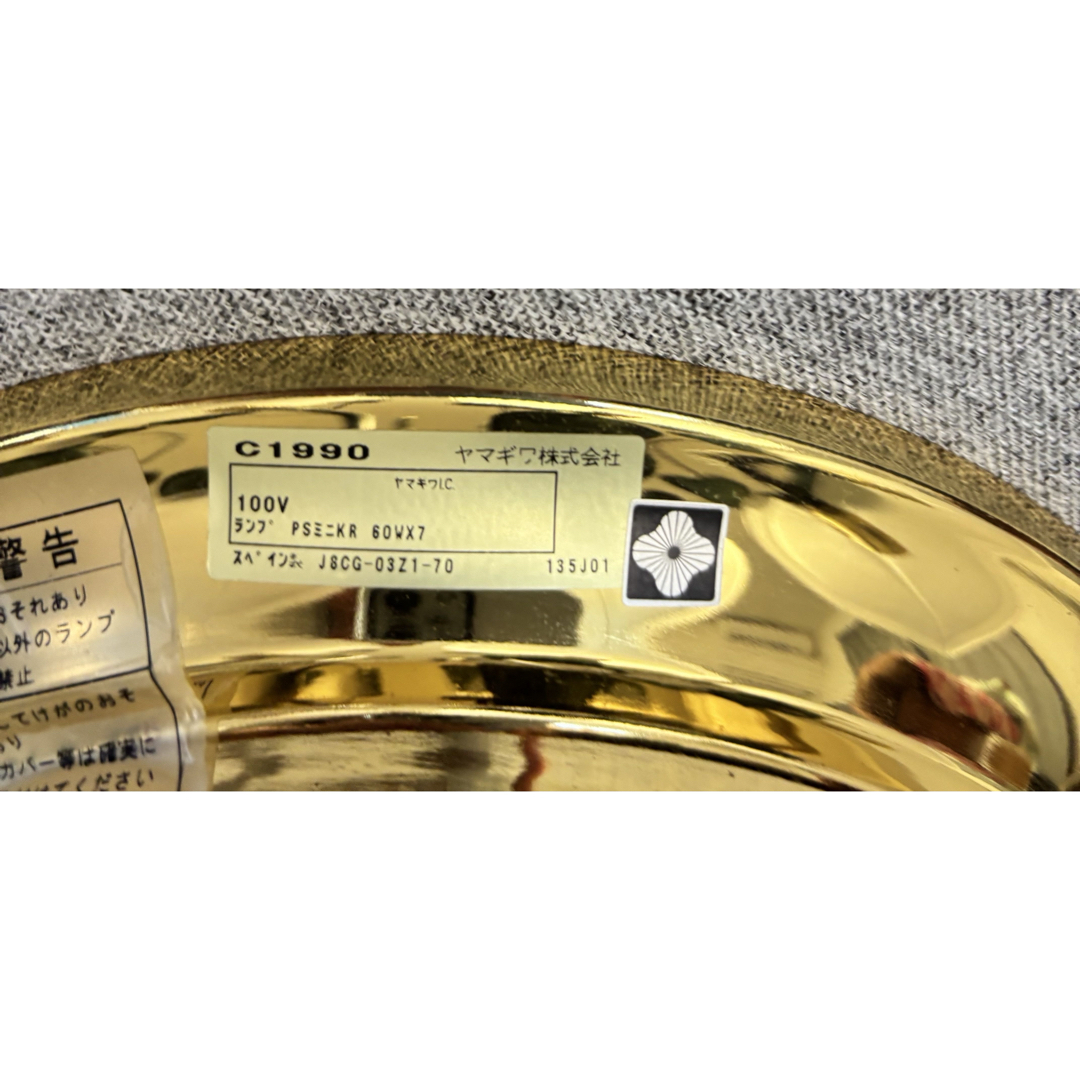 C1990 ヤマギワ株式会社
ヤマギワI.C.
100V
ランプ PSミニKR 60WX7
スペイン製 J8CG-03Z1-70 135J01
警告
おそれあり
以外のランプ
禁止
してけがのおそ
カバー等は確実に
てください